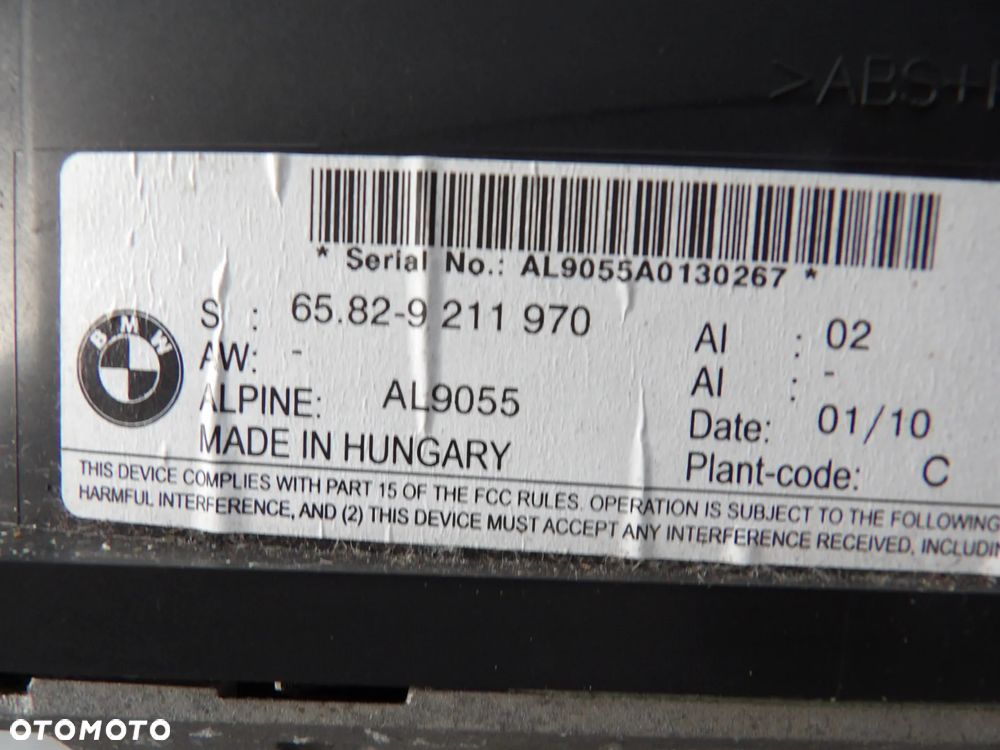 >ABS+
* Serial No.: AL9055A0130267 *
S : 65.82-9 211 970
AI : 02
AW: -
AI : -
ALPINE: AL9055
Date: 01/10
MADE IN HUNGARY
Plant-code: C
BMW
THIS DEVICE COMPLIES WITH PART 15 OF THE FCC RULES. OPERATION IS SUBJECT TO THE FOLLOWING
HARMFUL INTERFERENCE, AND (2) THIS DEVICE MUST ACCEPT ANY INTERFERENCE RECEIVED, INCLUDIN
OTOMOTO